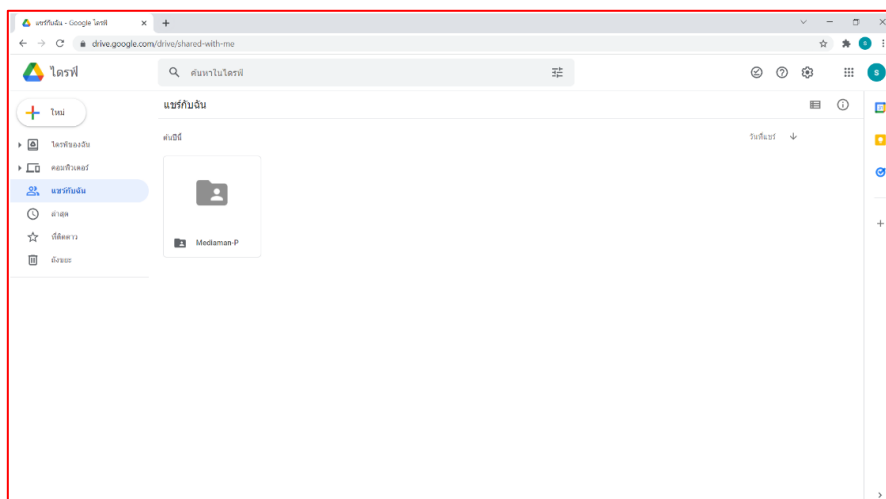 แชร์กับฉัน - Google ไดรฟ์
drive.google.com/drive/shared-with-me
S
ไดรฟ์
ค้นหาในไดรฟ์
S
ใหม่
แชร์กับฉัน
ไดรฟ์ของฉัน
ต้นปีนี้
วันที่แชร์
คอมพิวเตอร์
แชร์กับฉัน
ล่าสุด
ที่ติดดาว
Mediaman-P
ถังขยะ